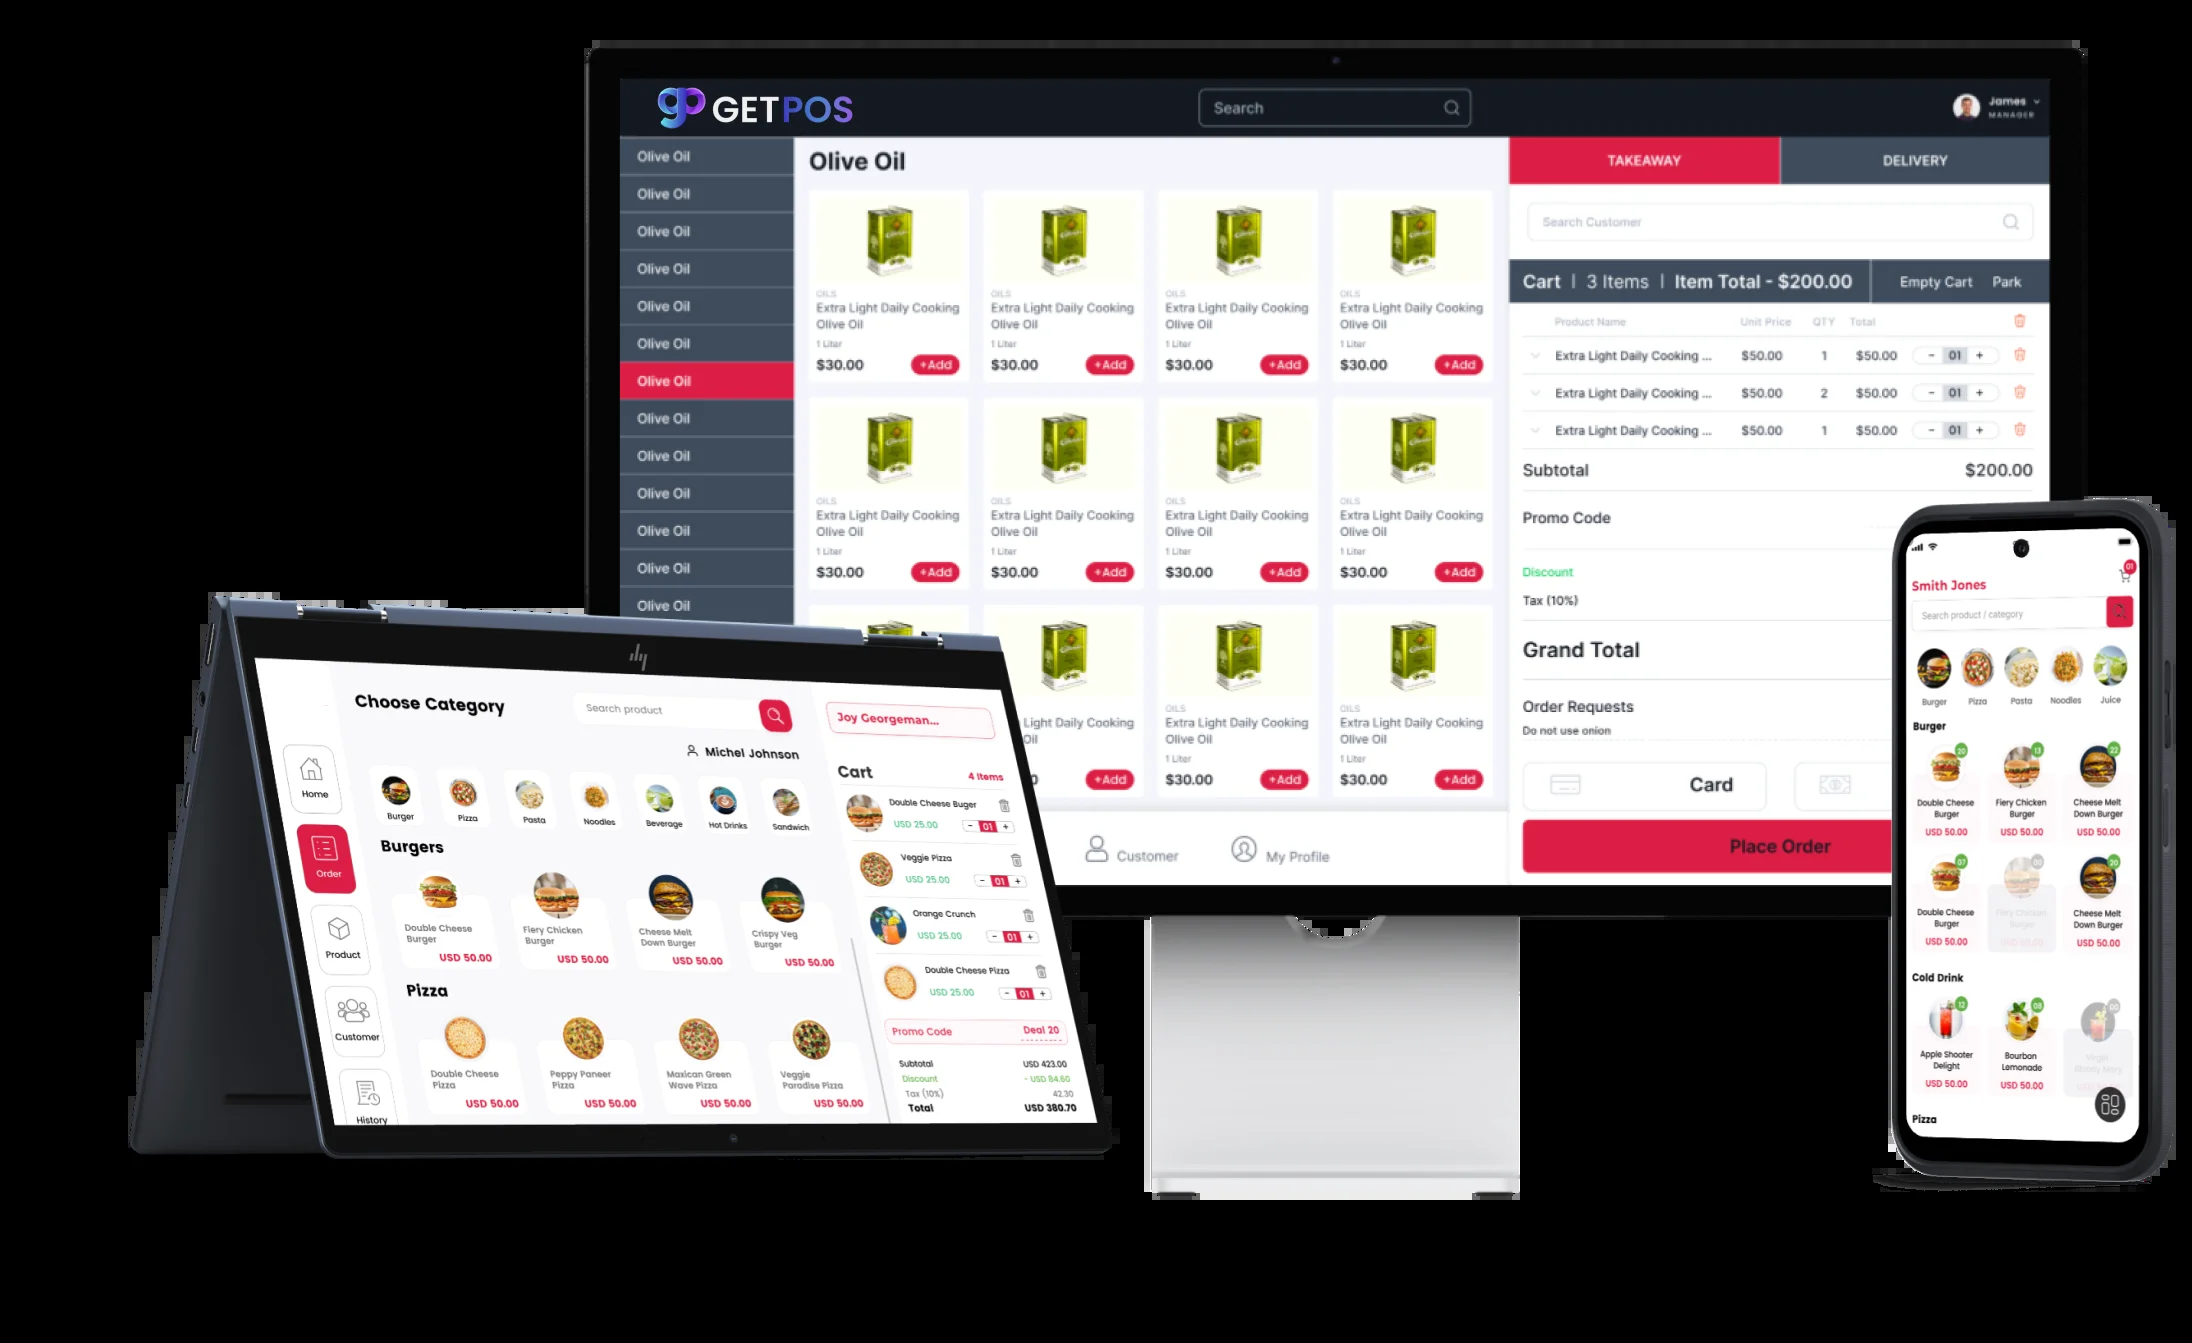 GETPOS
Search
James
MANAGER
Olive Oil
Olive Oil
Olive Oil
Olive Oil
Olive Oil
Olive Oil
Olive Oil
Olive Oil
Olive Oil
Olive Oil
Olive Oil
Olive Oil
Olive Oil
Olive Oil
OILS
Extra Light Daily Cooking
Olive Oil
1 Liter
$30.00 +Add
OILS
Extra Light Daily Cooking
Olive Oil
1 Liter
$30.00 +Add
OILS
Extra Light Daily Cooking
Olive Oil
1 Liter
$30.00 +Add
OILS
Extra Light Daily Cooking
Olive Oil
1 Liter
$30.00 +Add
OILS
Extra Light Daily Cooking
Olive Oil
1 Liter
$30.00 +Add
OILS
Extra Light Daily Cooking
Olive Oil
1 Liter
$30.00 +Add
OILS
Extra Light Daily Cooking
Olive Oil
1 Liter
$30.00 +Add
OILS
Extra Light Daily Cooking
Olive Oil
1 Liter
$30.00 +Add
Light Daily Cooking
Oil
0 +Add
OILS
Extra Light Daily Cooking
Olive Oil
1 Liter
$30.00 +Add
OILS
Extra Light Daily Cooking
Olive Oil
1 Liter
$30.00 +Add
Customer
My Profile
TAKEAWAY DELIVERY
Search Customer
Cart | 3 Items | Item Total - $200.00 Empty Cart Park
Product Name Unit Price QTY Total
Extra Light Daily Cooking ... $50.00 1 $50.00 - 01 +
Extra Light Daily Cooking ... $50.00 2 $50.00 - 01 +
Extra Light Daily Cooking ... $50.00 1 $50.00 - 01 +
Subtotal $200.00
Promo Code
Discount
Tax (10%)
Grand Total
Order Requests
Do not use onion
Card
Place Order
hp
Choose Category
Search product
Michel Johnson
Home
Order
Product
Customer
History
Burger
Pizza
Pasta
Noodles
Beverage
Hot Drinks
Sandwich
Burgers
Double Cheese
Burger
USD 50.00
Fiery Chicken
Burger
USD 50.00
Cheese Melt
Down Burger
USD 50.00
Crispy Veg
Burger
USD 50.00
Pizza
Double Cheese
Pizza
USD 50.00
Peppy Paneer
Pizza
USD 50.00
Maxican Green
Wave Pizza
USD 50.00
Veggie
Paradise Pizza
USD 50.00
Joy Georgeman...
Cart 4 Items
Double Cheese Buger
USD 25.00 - 01 +
Veggie Pizza
USD 25.00 - 01 +
Orange Crunch
USD 25.00 - 01 +
Double Cheese Pizza
USD 25.00 - 01 +
Promo Code Deal 20
Subtotal USD 423.00
Discount - USD 84.60
Tax (10%) 42.30
Total USD 380.70
01
Smith Jones
Search product / category
Burger
Pizza
Pasta
Noodles
Juice
Burger
20
Double Cheese
Burger
USD 50.00
13
Fiery Chicken
Burger
USD 50.00
22
Cheese Melt
Down Burger
USD 50.00
07
Double Cheese
Burger
USD 50.00
00
Fiery Chicken
Burger
USD 50.00
20
Cheese Melt
Down Burger
USD 50.00
Cold Drink
12
Apple Shooter
Delight
USD 50.00
08
Bourbon
Lemonade
USD 50.00
00
Virgin
Bloody Mary
Pizza